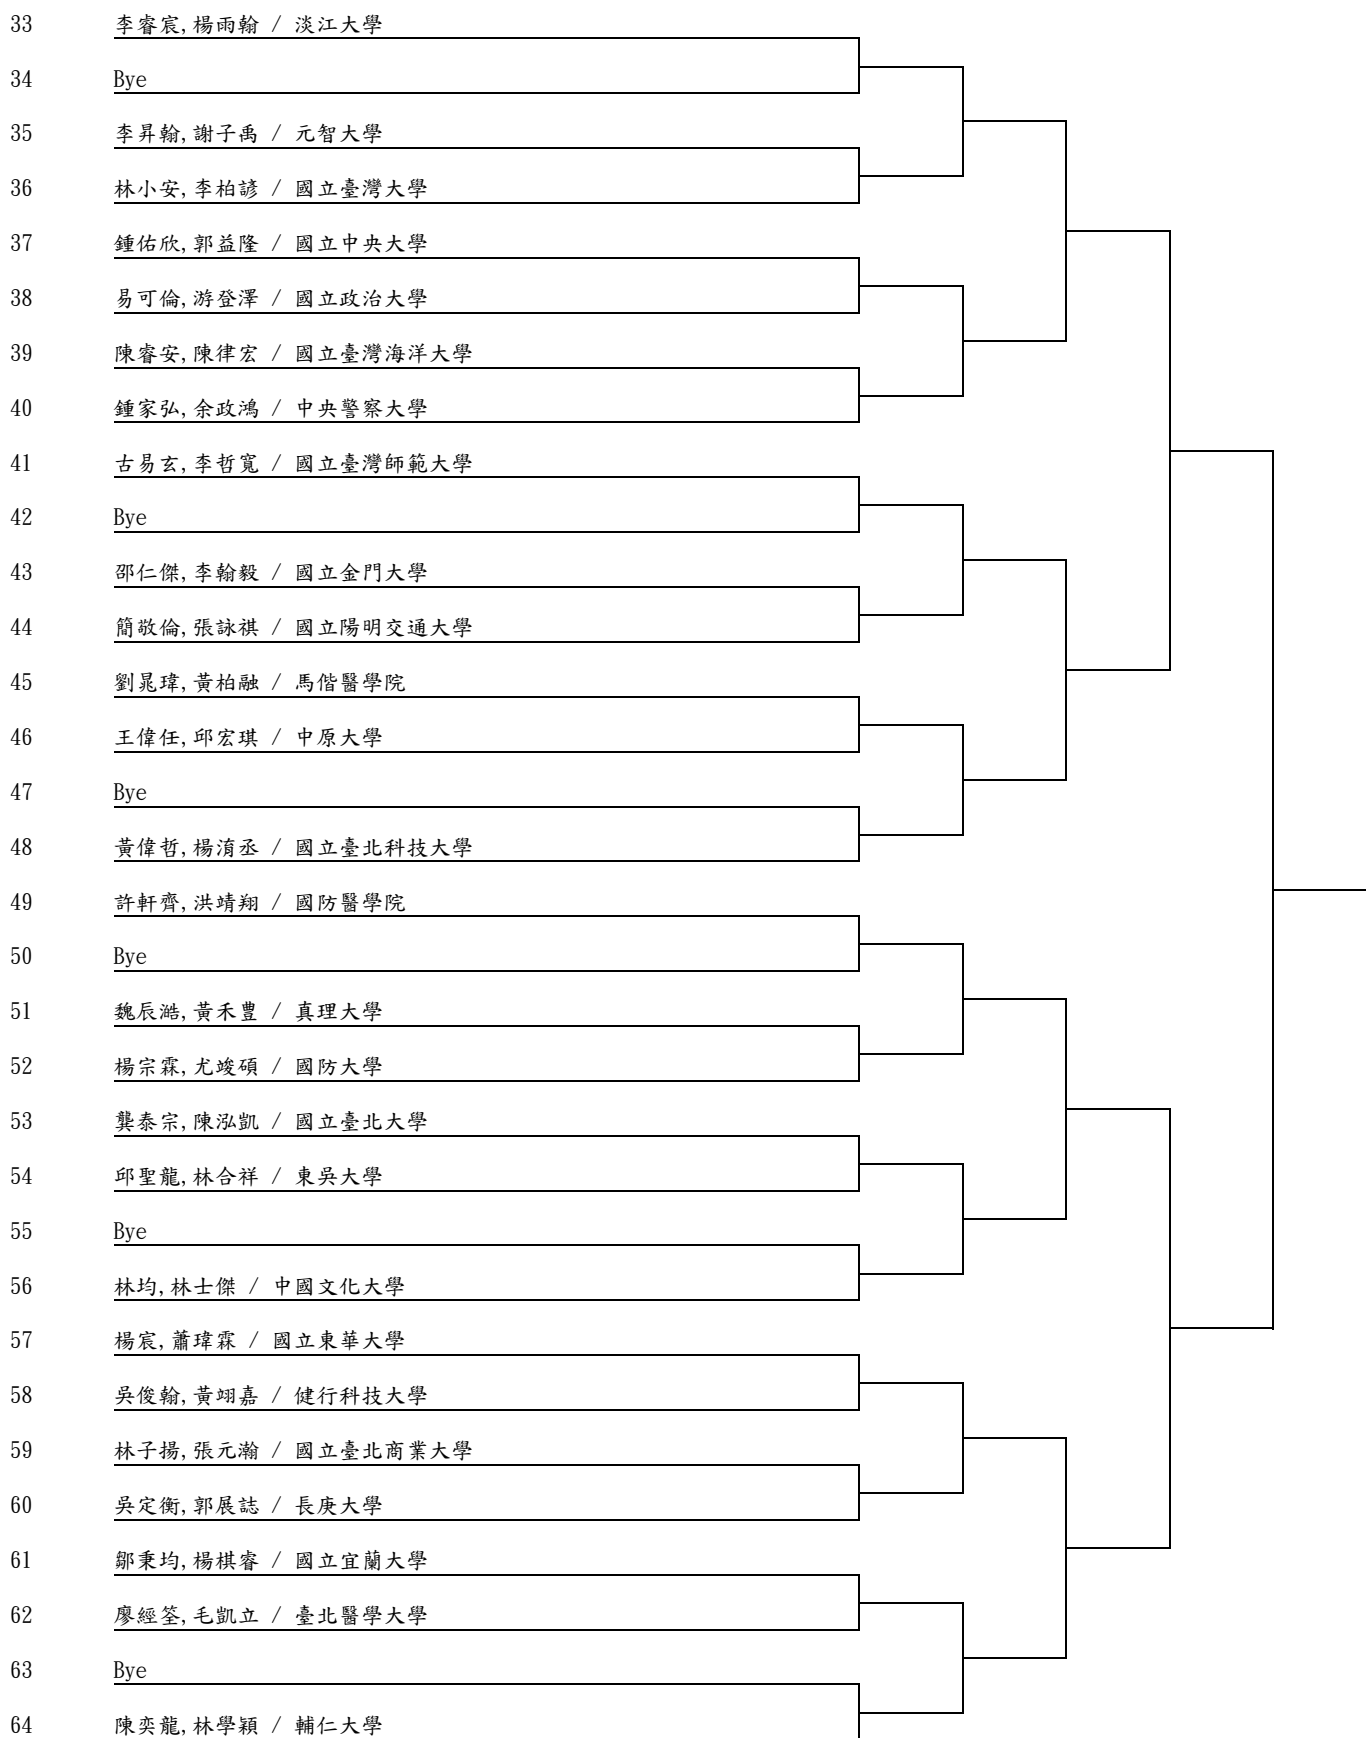 33 李睿宸,楊雨翰 / 淡江大學
34 Bye
35 李昇翰,謝子禹 / 元智大學
36 林小安,李柏諺 / 國立臺灣大學
37 鍾佑欣,郭益隆 / 國立中央大學
38 易可倫,游登澤 / 國立政治大學
39 陳睿安,陳律宏 / 國立臺灣海洋大學
40 鍾家弘,余政鴻 / 中央警察大學
41 古易玄,李哲寬 / 國立臺灣師範大學
42 Bye
43 邵仁傑,李翰毅 / 國立金門大學
44 簡敬倫,張詠祺 / 國立陽明交通大學
45 劉晁瑋,黃柏融 / 馬偕醫學院
46 王偉任,邱宏琪 / 中原大學
47 Bye
48 黃偉哲,楊淯丞 / 國立臺北科技大學
49 許軒齊,洪靖翔 / 國防醫學院
50 Bye
51 魏辰澔,黃禾豊 / 真理大學
52 楊宗霖,尤竣碩 / 國防大學
53 龔泰宗,陳泓凱 / 國立臺北大學
54 邱聖龍,林合祥 / 東吳大學
55 Bye
56 林均,林士傑 / 中國文化大學
57 楊宸,蕭瑋霖 / 國立東華大學
58 吳俊翰,黃翊嘉 / 健行科技大學
59 林子揚,張元瀚 / 國立臺北商業大學
60 吳定衡,郭展誌 / 長庚大學
61 鄒秉均,楊棋睿 / 國立宜蘭大學
62 廖經筌,毛凱立 / 臺北醫學大學
63 Bye
64 陳奕龍,林學穎 / 輔仁大學